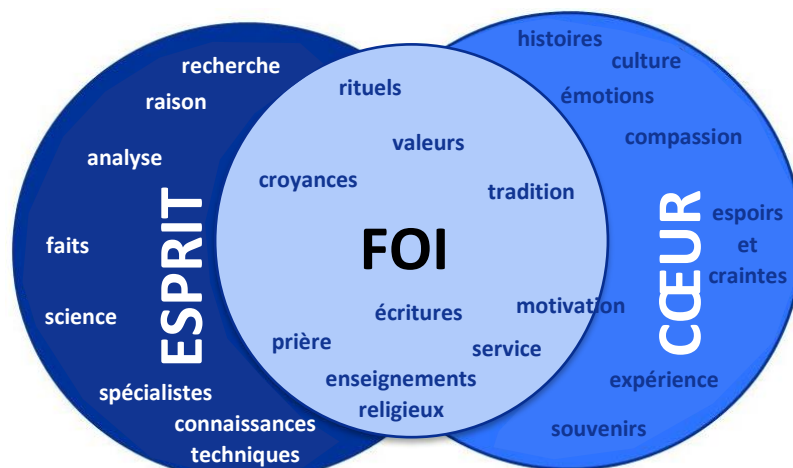 recherche
raison
analyse
faits
science
spécialistes
connaissances
techniques
ESPRIT
rituels
valeurs
croyances
tradition
FOI
écritures
motivation
prière
service
enseignements
religieux
histoires
culture
émotions
compassion
espoirs
et
craintes
CŒUR
expérience
souvenirs